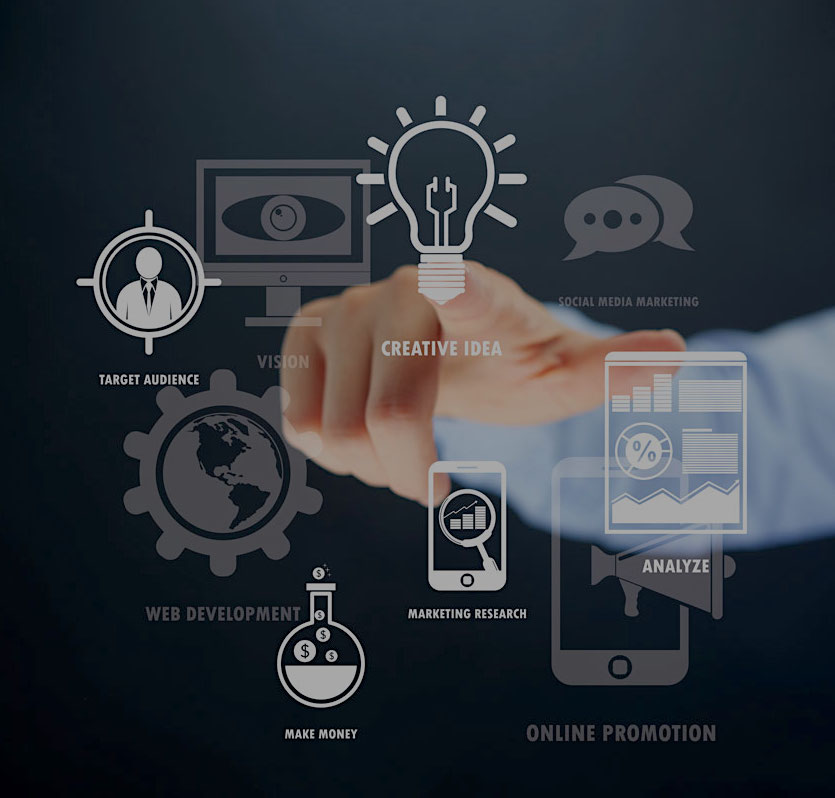 SOCIAL MEDIA MARKETING
CREATIVE IDEA
VISION
TARGET AUDIENCE
%
ANALYZE
WEB DEVELOPMENT
MARKETING RESEARCH
$
$
$
$ $
MAKE MONEY
ONLINE PROMOTION